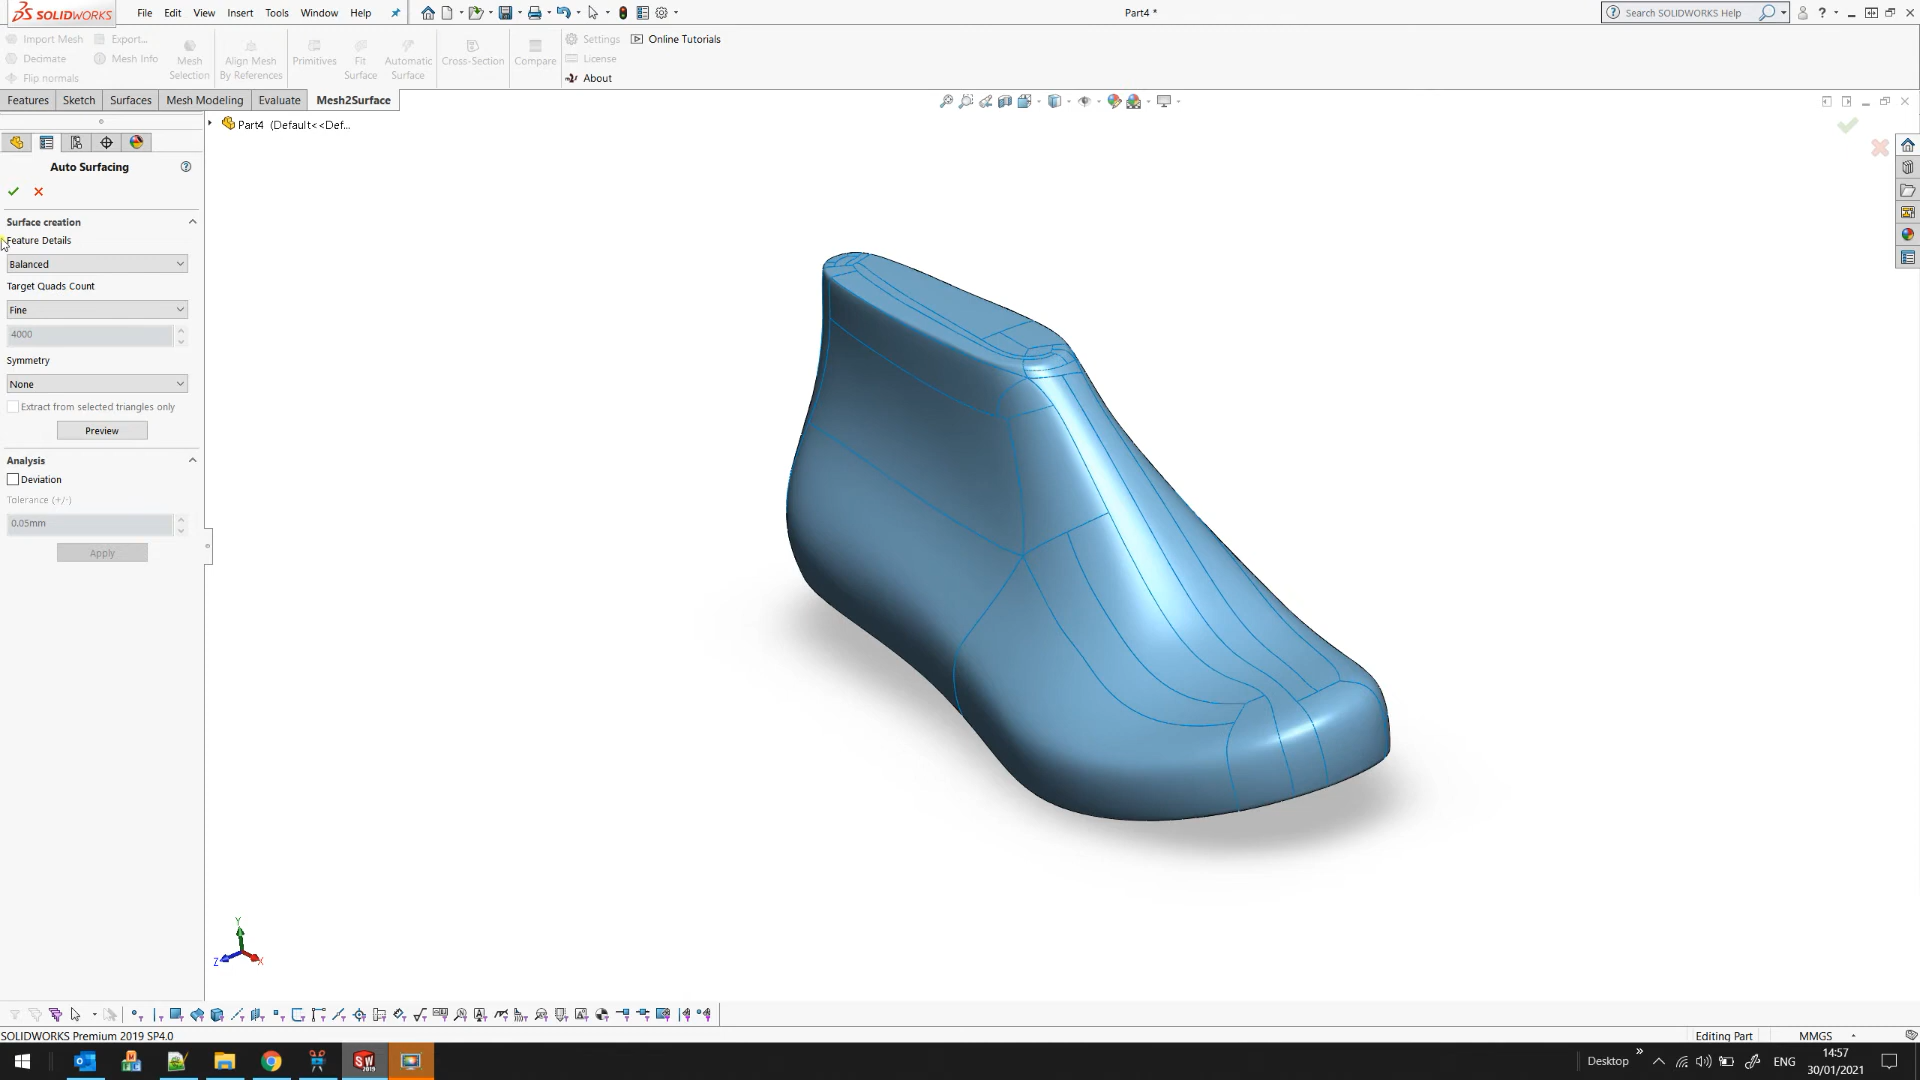 SOLIDWORKS File Edit View Insert Tools Window Help Part4 * Search SOLIDWORKS Help
Import Mesh Export... Settings Online Tutorials
Decimate Mesh Info License
Flip normals About
Mesh Selection
Align Mesh By References
Primitives
Fit Surface
Automatic Surface
Cross-Section
Compare
Features Sketch Surfaces Mesh Modeling Evaluate Mesh2Surface
Part4 (Default<<Def...
Auto Surfacing
Surface creation
Feature Details
Balanced
Target Quads Count
Fine
4000
Symmetry
None
Extract from selected triangles only
Preview
Analysis
Deviation
Tolerance (+/-)
0.05mm
Apply
Y
Z X
SOLIDWORKS Premium 2019 SP4.0 Editing Part MMGS
Desktop » ENG 14:57
30/01/2021